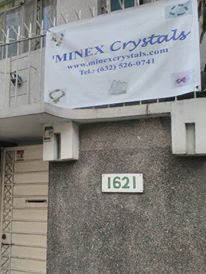 'MINEX Crystals
www.minexcrystals.com
Tel.: (632) 526-0741
1621